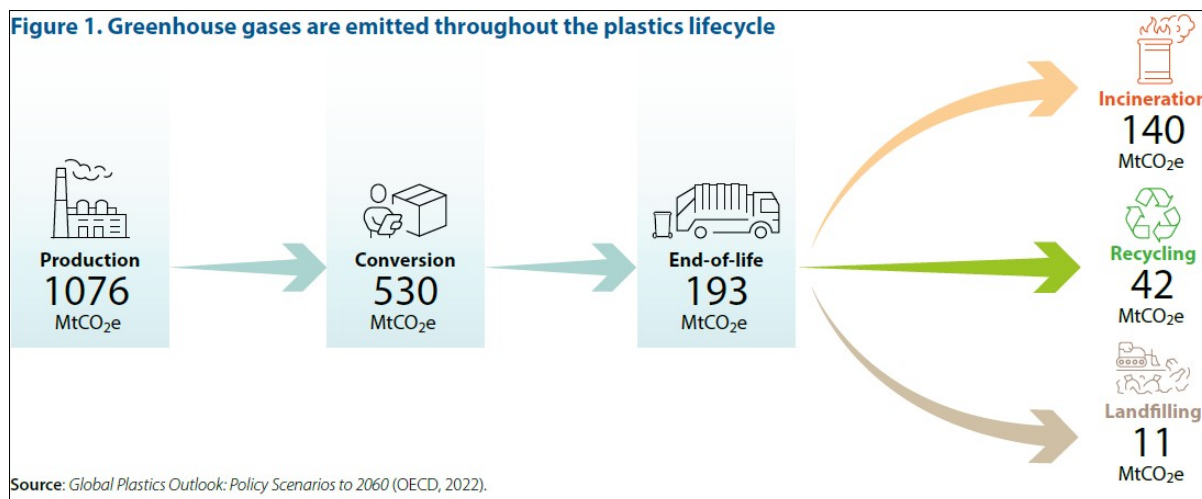 Figure 1. Greenhouse gases are emitted throughout the plastics lifecycle
Production
1076
MtCO₂e
Conversion
530
MtCO₂e
End-of-life
193
MtCO₂e
Incineration
140
MtCO₂e
Recycling
42
MtCO₂e
Landfilling
11
MtCO₂e
Source: Global Plastics Outlook: Policy Scenarios to 2060 (OECD, 2022).